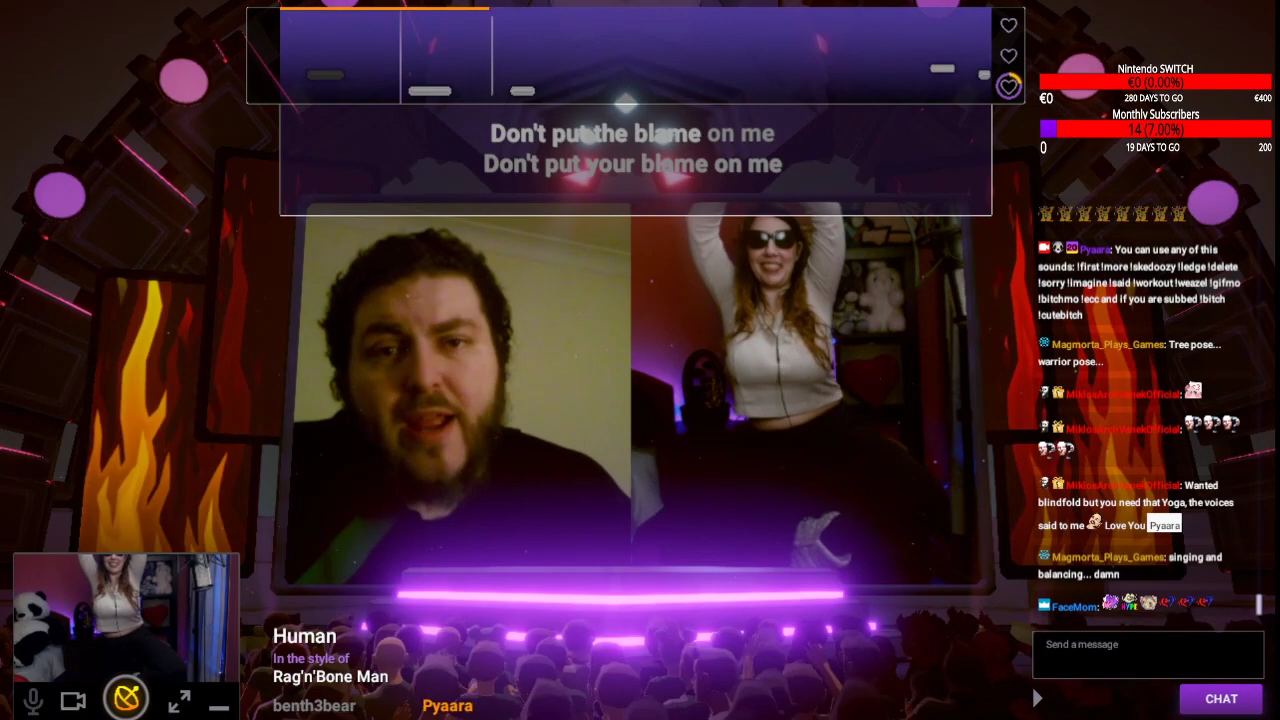 Don't put the blame on me
Don't put your blame on me
Nintendo SWITCH
€0 (0.00%)
€0 280 DAYS TO GO €400
Monthly Subscribers
14 (7.00%)
0 19 DAYS TO GO 200
20 Pyaara: You can use any of this
sounds: !first !more !skedoozy !ledge !delete
!sorry !Imagine !said !workout !weazel !gifmo
!bitchmo !ecc and if you are subbed !bitch
!cutebitch
Magmorta_Plays_Games: Tree pose...
warrior pose...
Wanted
blindfold but you need that Yoga, the voices
said to me Love You Pyaara
Magmorta_Plays_Games: singing and
balancing... damn
FaceMom: HYPE
Send a message
CHAT
Human
In the style of
Rag'n'Bone Man
benth3bear Pyaara